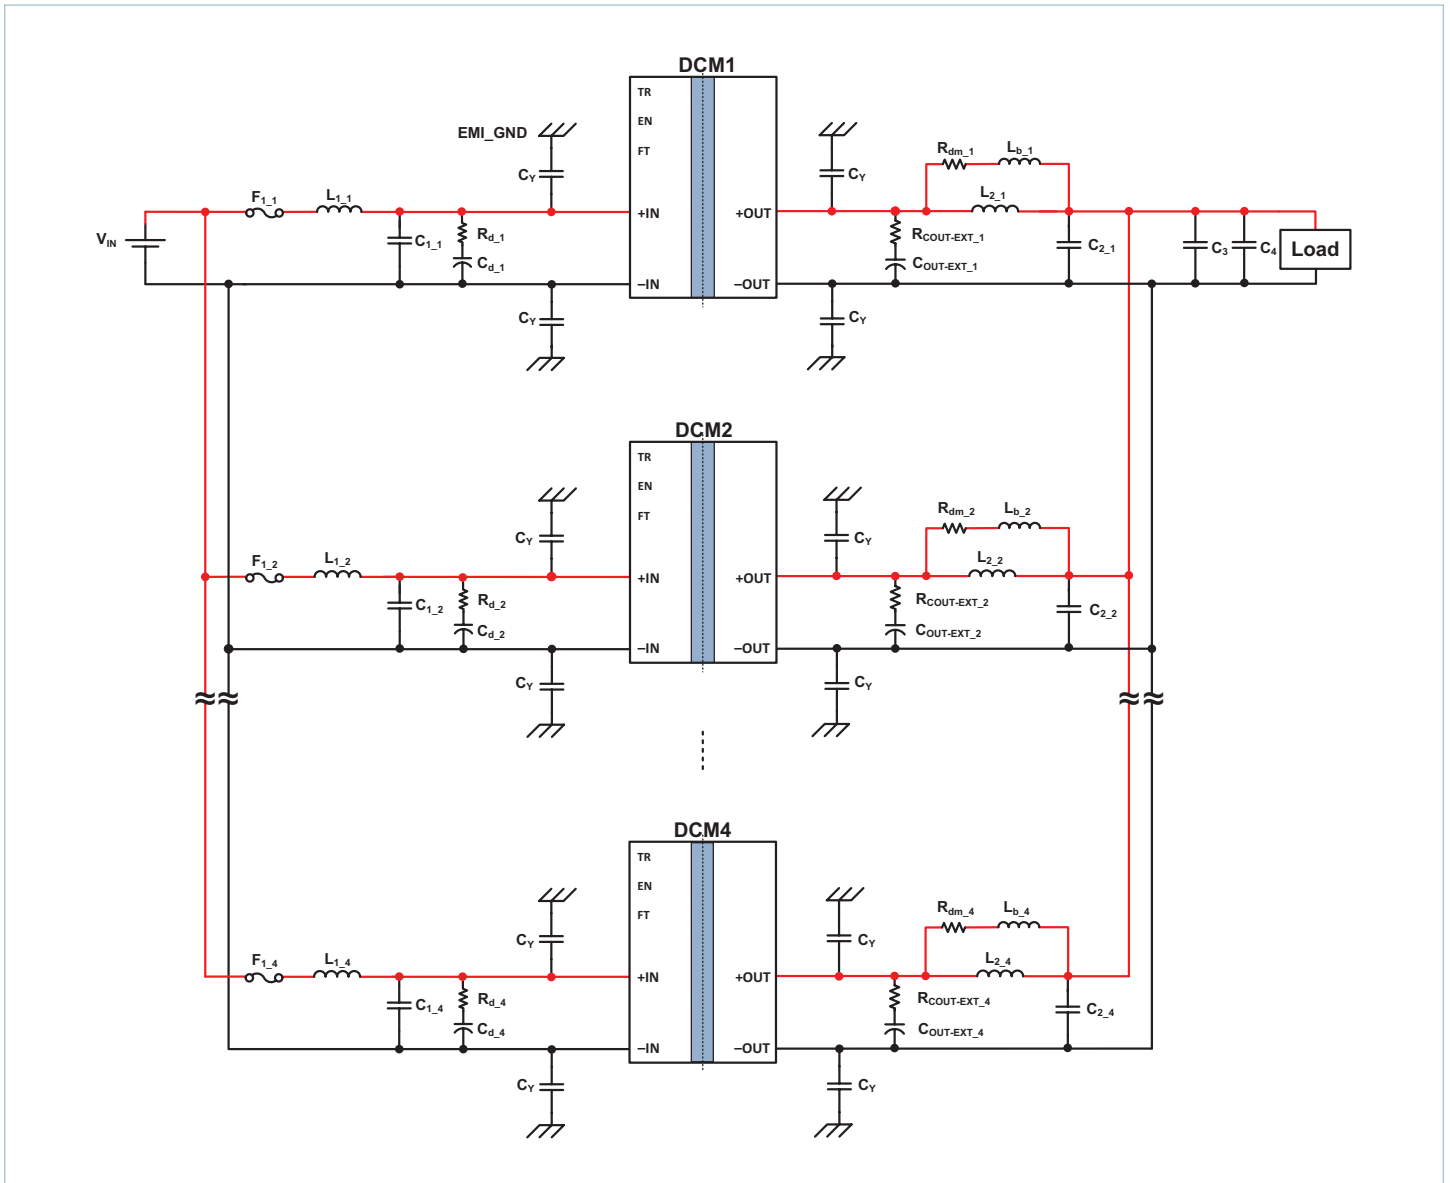 DCM1
TR
EN
FT
EMI_GND
CY
CY
Rdm_1
Lb_1
F1_1
L1_1
L2_1
VIN
C1_1
Rd_1
Cd_1
+IN
+OUT
RCOUT-EXT_1
COUT-EXT_1
C2_1
C3
C4
Load
–IN
–OUT
CY
CY
DCM2
TR
EN
FT
CY
CY
Rdm_2
Lb_2
F1_2
L1_2
L2_2
C1_2
Rd_2
Cd_2
+IN
+OUT
RCOUT-EXT_2
COUT-EXT_2
C2_2
–IN
–OUT
CY
CY
DCM4
TR
EN
FT
CY
CY
Rdm_4
Lb_4
F1_4
L1_4
L2_4
C1_4
Rd_4
Cd_4
+IN
+OUT
RCOUT-EXT_4
COUT-EXT_4
C2_4
–IN
–OUT
CY
CY